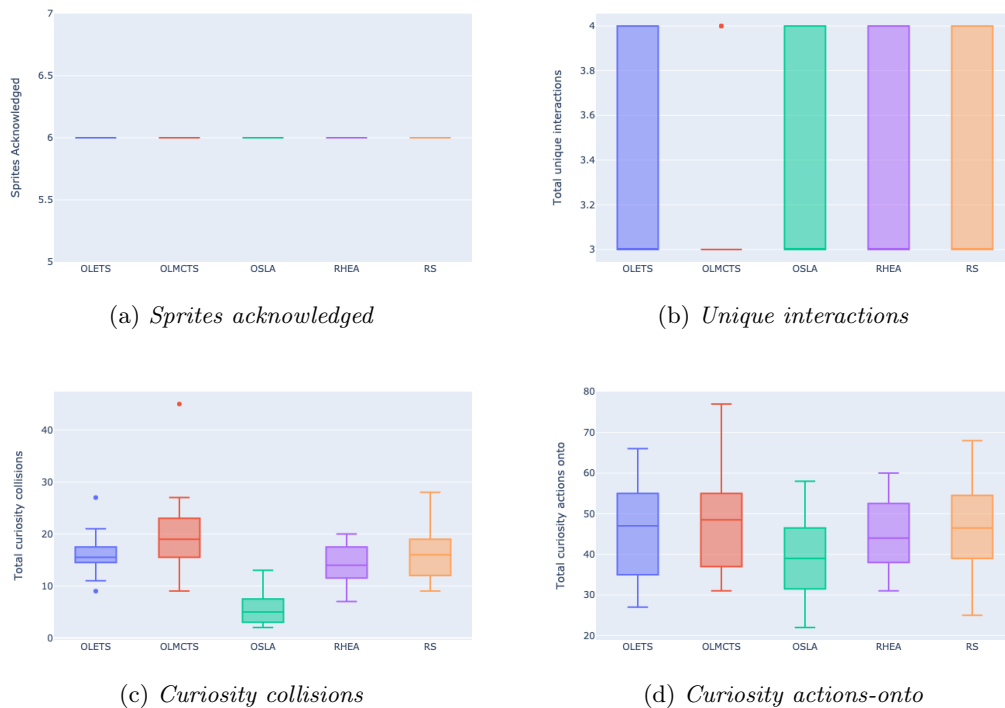 Sprites Acknowledged
7
6.5
6
5.5
5
OLETS OLMCTS OSLA RHEA RS
(a) Sprites acknowledged
Total unique interactions
4
3.8
3.6
3.4
3.2
3
OLETS OLMCTS OSLA RHEA RS
(b) Unique interactions
Total curiosity collisions
40
30
20
10
0
OLETS OLMCTS OSLA RHEA RS
(c) Curiosity collisions
Total curiosity actions onto
80
70
60
50
40
30
20
OLETS OLMCTS OSLA RHEA RS
(d) Curiosity actions-onto